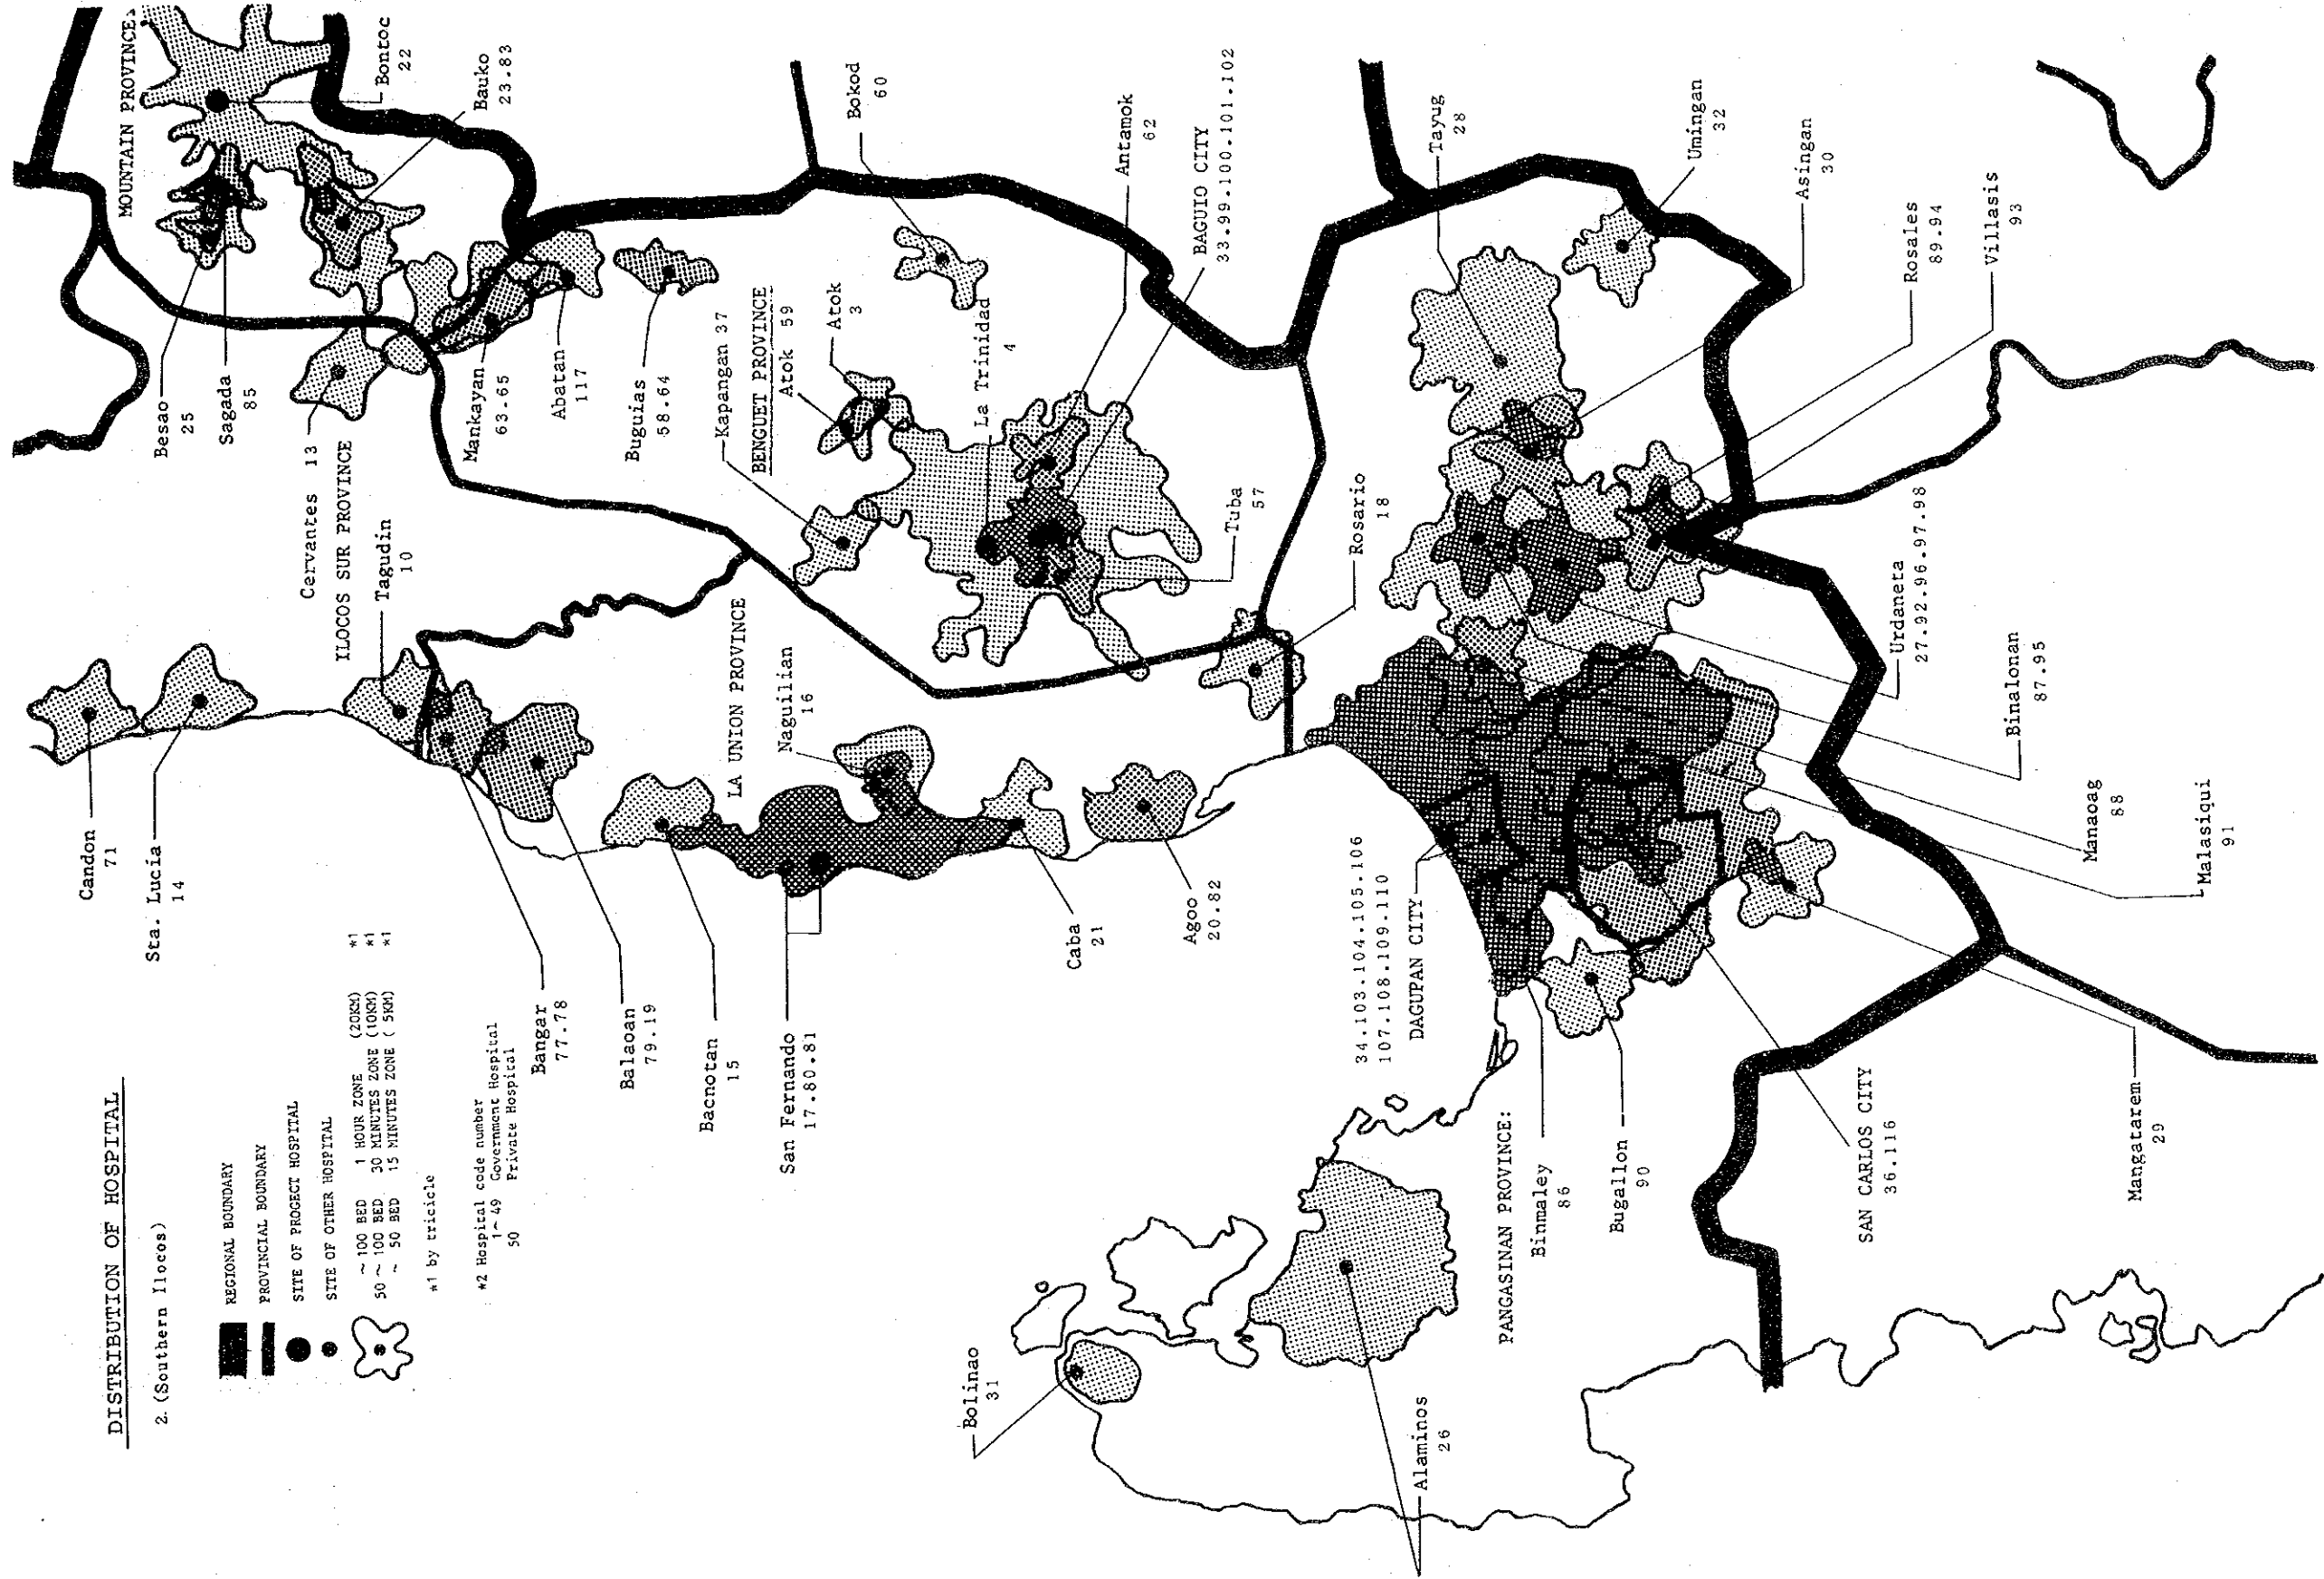 DISTRIBUTION OF HOSPITAL
2. (Southern Ilocos)
REGIONAL BOUNDARY
PROVINCIAL BOUNDARY
SITE OF PROGECT HOSPITAL
SITE OF OTHER HOSPITAL
~ 100 BED 1 HOUR ZONE (20KM) *1
50 ~ 100 BED 30 MINUTES ZONE (10KM) *1
~ 50 BED 15 MINUTES ZONE ( 5KM) *1
*1 by tricicle
*2 Hospital code number
1~ 49 Government Hospital
50 Private Hospital
Candon
71
Sta. Lucia
14
Bangar
77.78
Balaoan
79.19
Bacnotan
15
San Fernando
17.80.81
Besao
25
Sagada
85
Cervantes 13
ILOCOS SUR PROVINCE
Tagudin
10
MOUNTAIN PROVINCE
Bontoc
22
Bauko
23.83
Mankayan
63.65
Abatan
117
Buguias
58.64
Kapangan 37
BENGUET PROVINCE
Atok 59
Atok
3
La Trinidad
4
Bokod
60
Antamok
62
BAGUIO CITY
33.99.100.101.102
Tuba
57
LA UNION PROVINCE
Naguilian
16
Caba
21
Agoo
20.82
Rosario
18
Tayug
28
Umingan
32
Asingan
30
Rosales
89.94
Villasis
93
Urdaneta
27.92.96.97.98
Binalonan
87.95
Manaoag
88
Malasiqui
91
34.103.104.105.106
107.108.109.110
DAGUPAN CITY
PANGASINAN PROVINCE:
Binmaley
86
Bugallon
90
SAN CARLOS CITY
36.116
Mangatarem
29
Bolinao
31
Alaminos
26